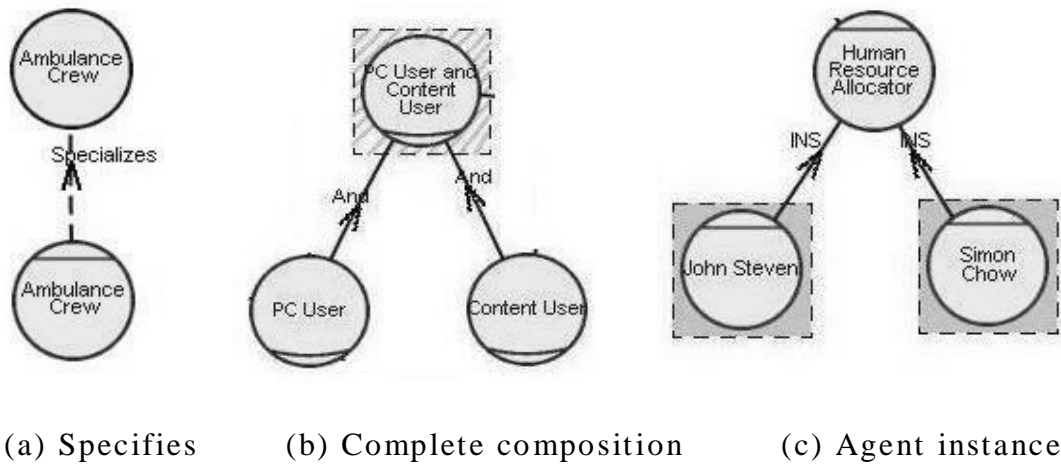 Ambulance
Crew
Specializes
Ambulance
Crew
PC User and
Content
User
And
And
PC User
Content User
Human
Resource
Allocator
INS
INS
John Steven
Simon
Chow
(a) Specifies
(b) Complete composition
(c) Agent instance